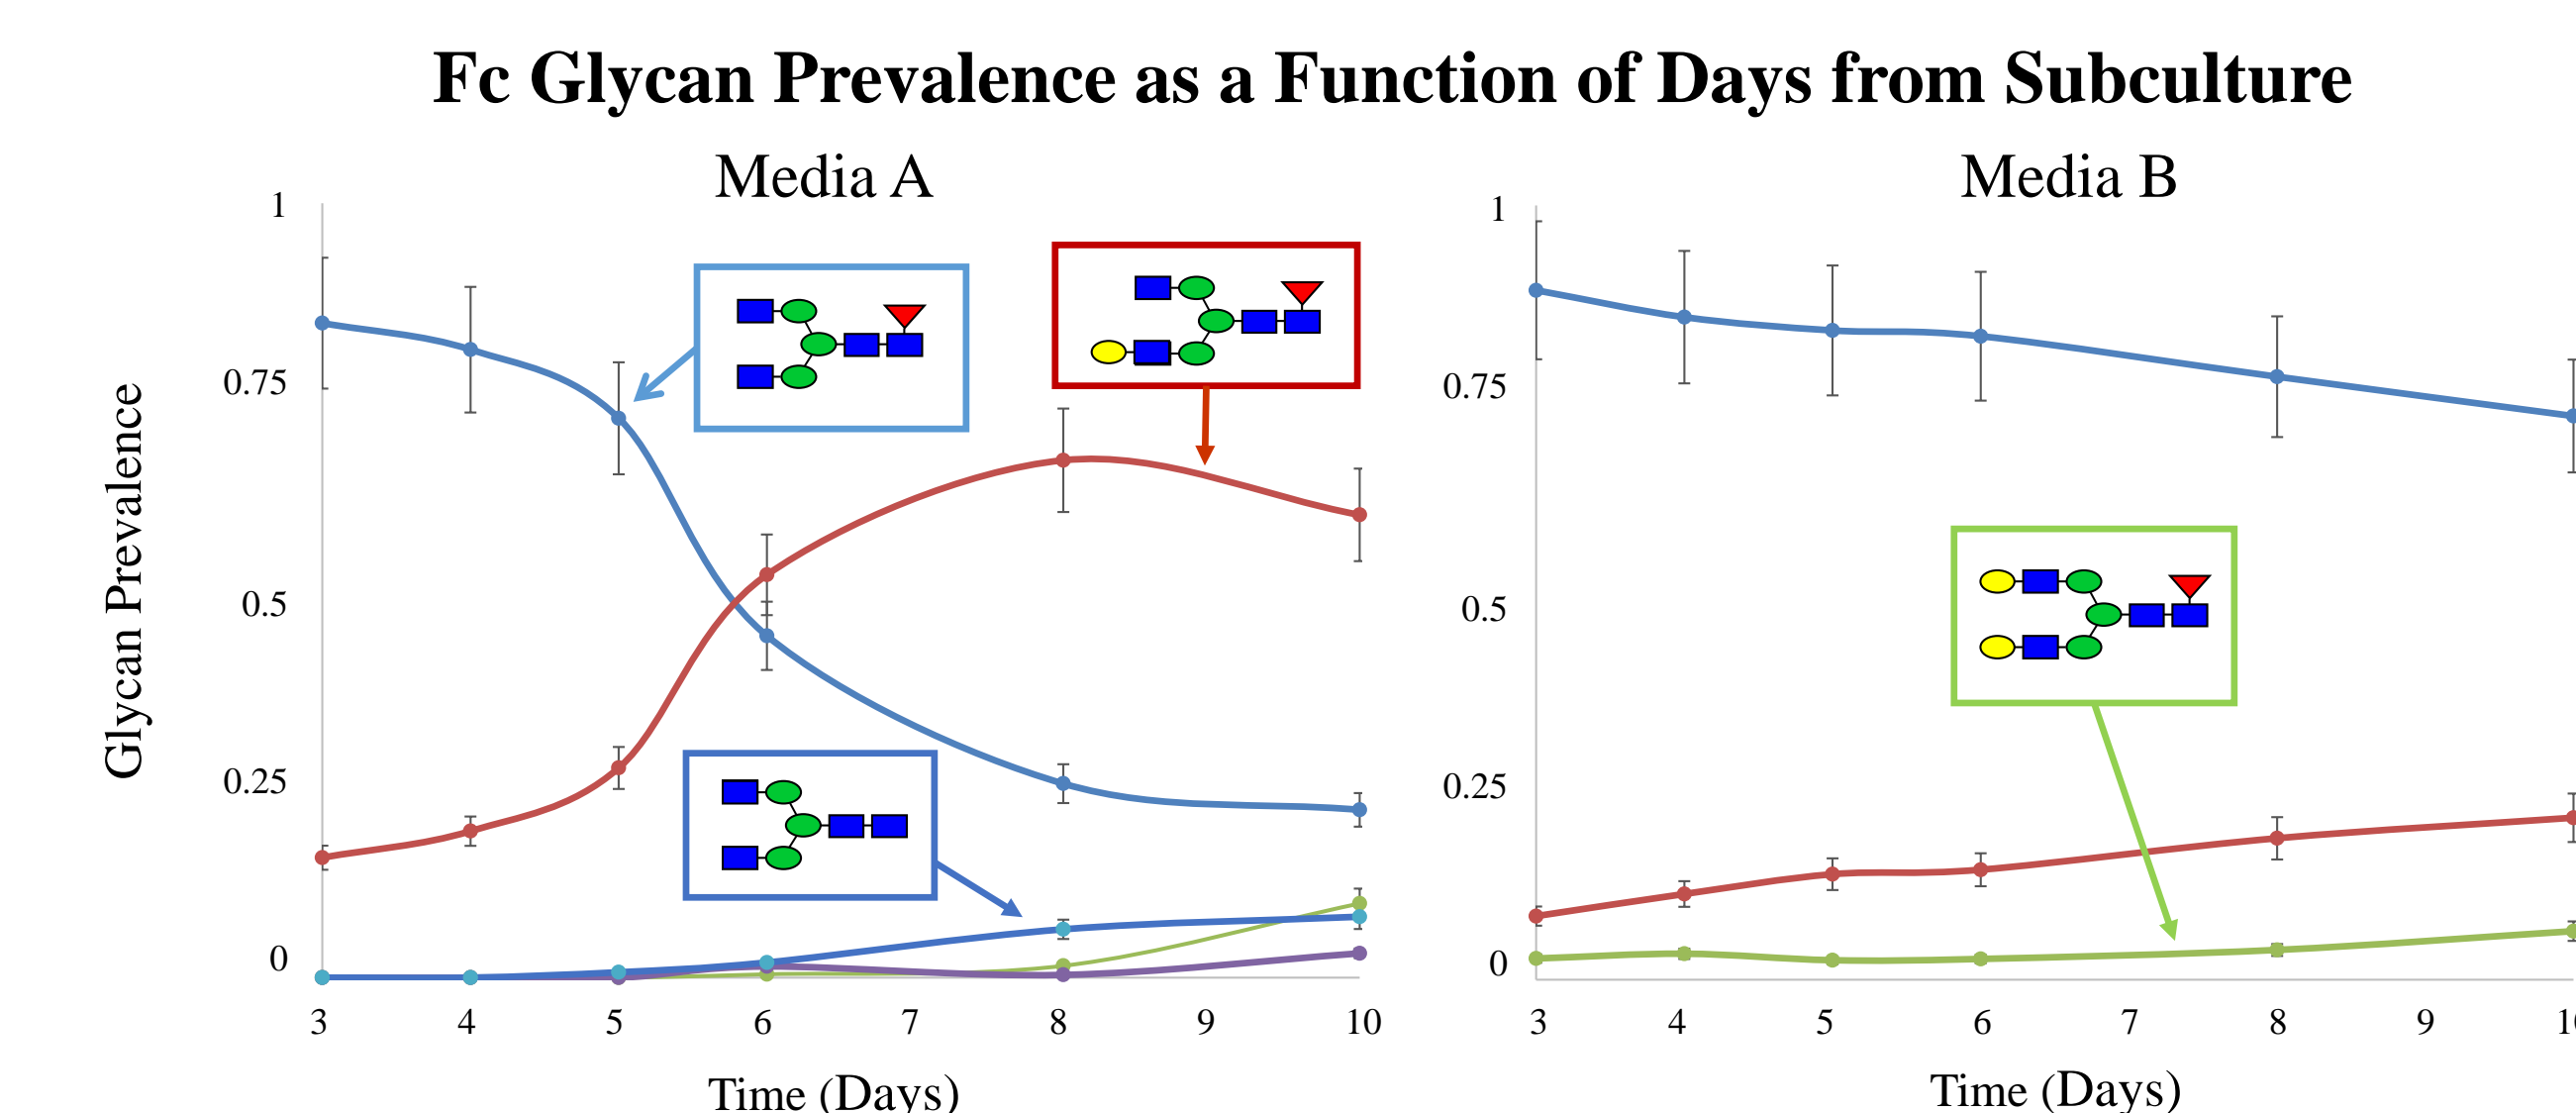 Fc Glycan Prevalence as a Function of Days from Subculture
Media A
Media B
Glycan Prevalence
1
0.75
0.5
0.25
0
3 4 5 6 7 8 9 10
Time (Days)
1
0.75
0.5
0.25
0
3 4 5 6 7 8 9 10
Time (Days)